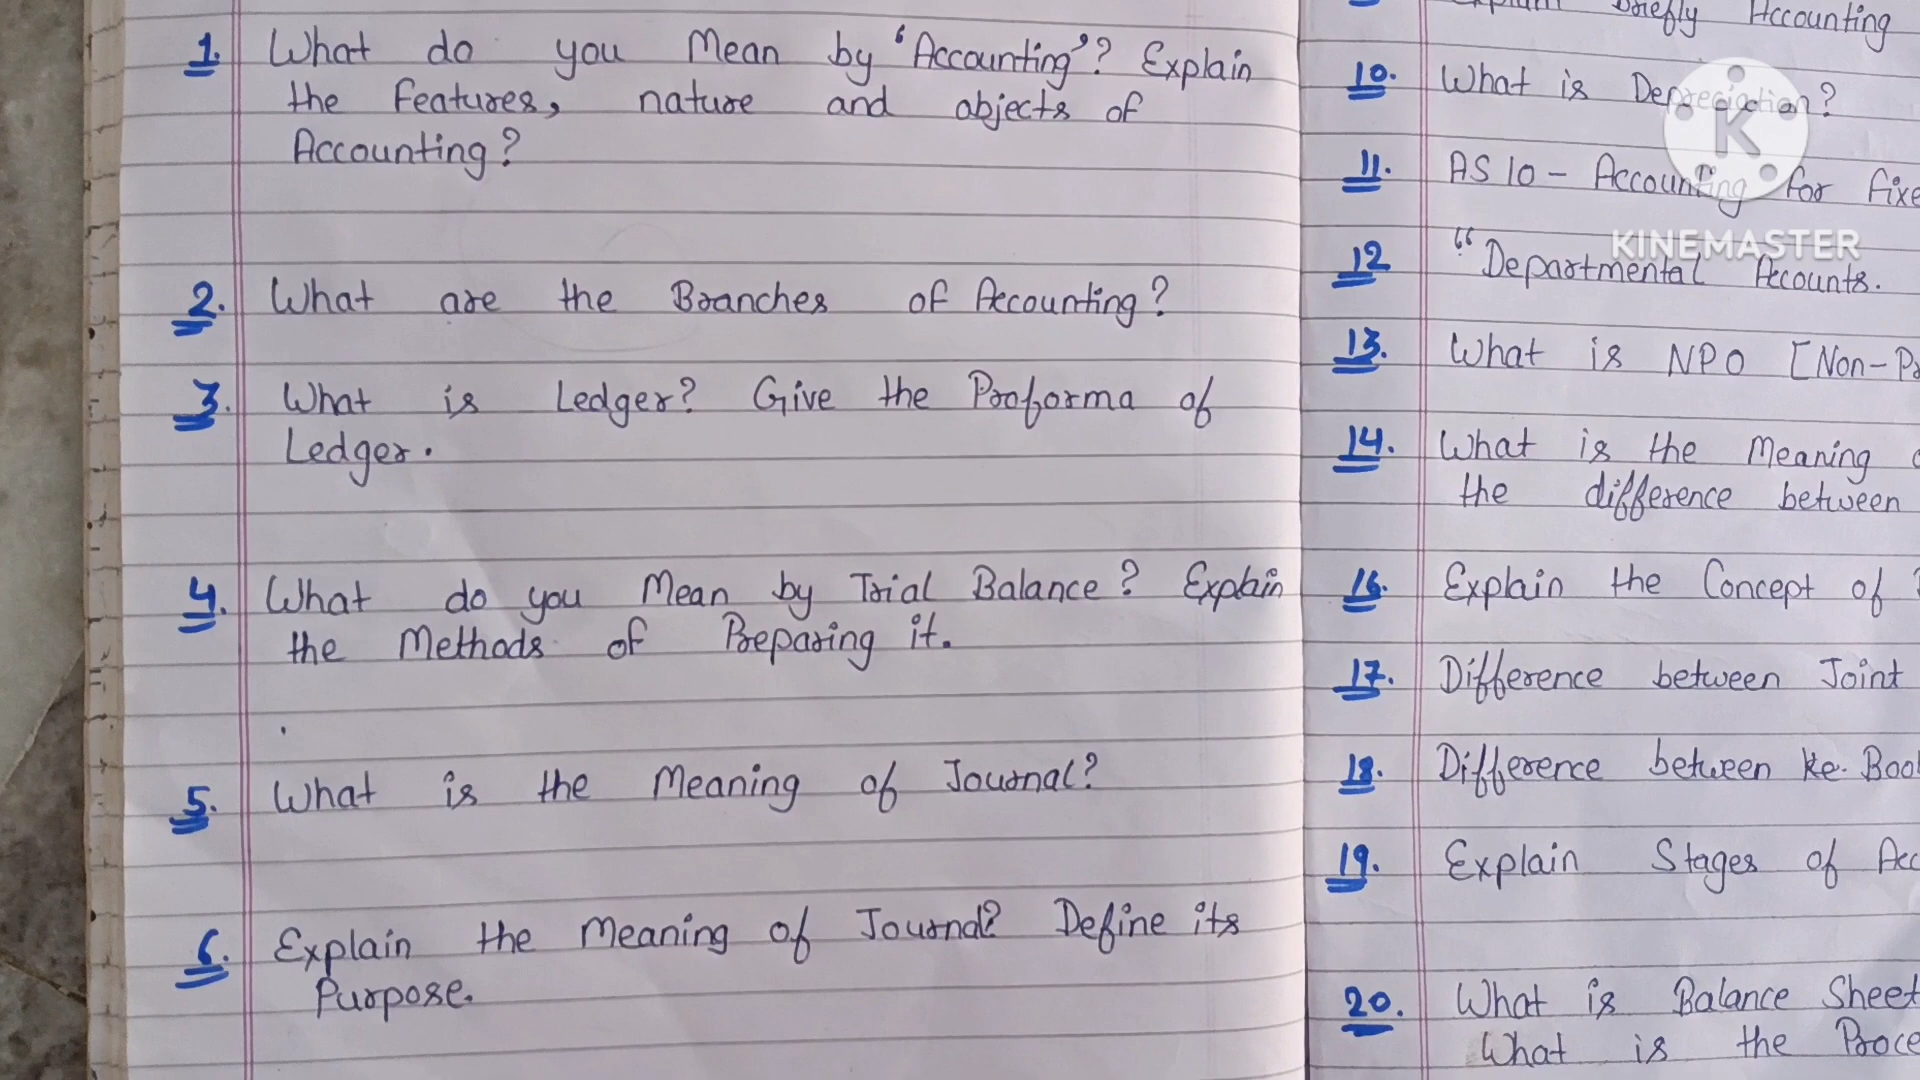 1. What do you Mean by 'Accounting'? Explain
the features, nature and objects of
Accounting?
2. What are the Branches of Accounting?
3. What is Ledger? Give the Proforma of
Ledger.
4. What do you Mean by Trial Balance? Explain
the Methods of Preparing it.
5. What is the Meaning of Journal?
6. Explain the Meaning of Journal? Define its
Purpose.
Briefly Accounting
10. What is Depreciation?
11. AS 10 - Accounting for
12 "Departmental Accounts.
13. What is NPO [Non-
14. What is the Meaning
the difference between
16. Explain the Concept of
17. Difference between Joint
18. Difference between
19. Explain Stages of
20. What is Balance Sheet
What is the
KINEMASTER